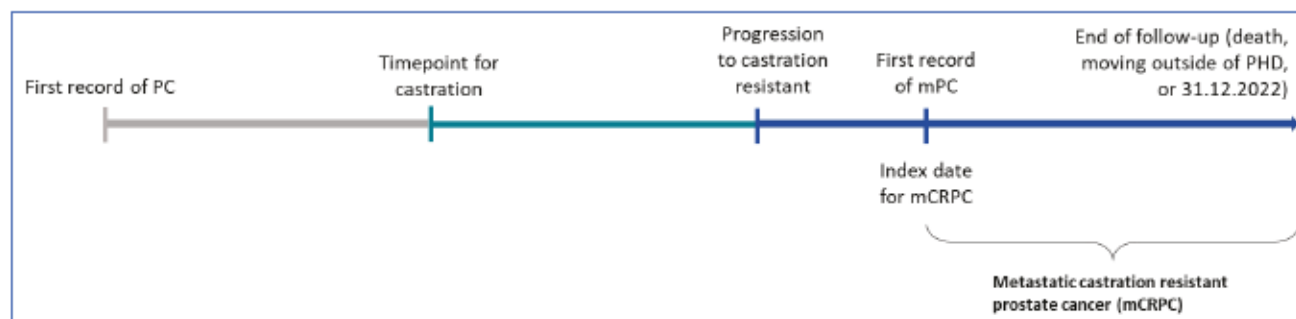 First record of PC
Timepoint for
castration
Progression
to castration
resistant
First record
of mPC
End of follow-up (death,
moving outside of PHD,
or 31.12.2022)
Index date
for mCRPC
Metastatic castration resistant
prostate cancer (mCRPC)